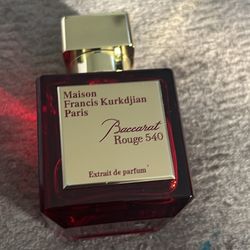 Maison
Francis Kurkdjian
Paris
Baccarat
Rouge 540
Extrait de parfum